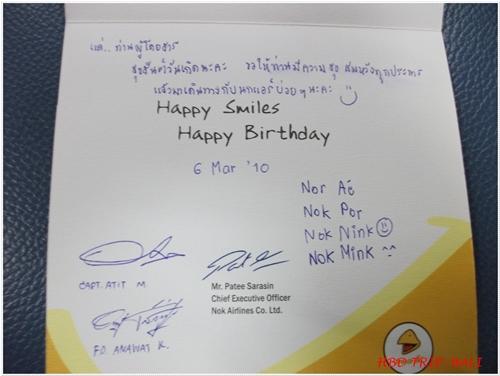 แด่.. ท่านผู้โดยสาร
สุขสันต์วันเกิดนะคะ ขอให้ท่านมีความสุข สมหวังทุกประการ
แล้วมาเดินทางกับนกแอร์บ่อยๆนะคะ
Happy Smiles
Happy Birthday
6 Mar '10
Nok Por
Nok Nink
Nok Mink ^^
CAPT. ATIT M.
Mr. Patee Sarasin
Chief Executive Officer
Nok Airlines Co. Ltd.
F.O. ANAWAT K.
HBD TRIP BALI